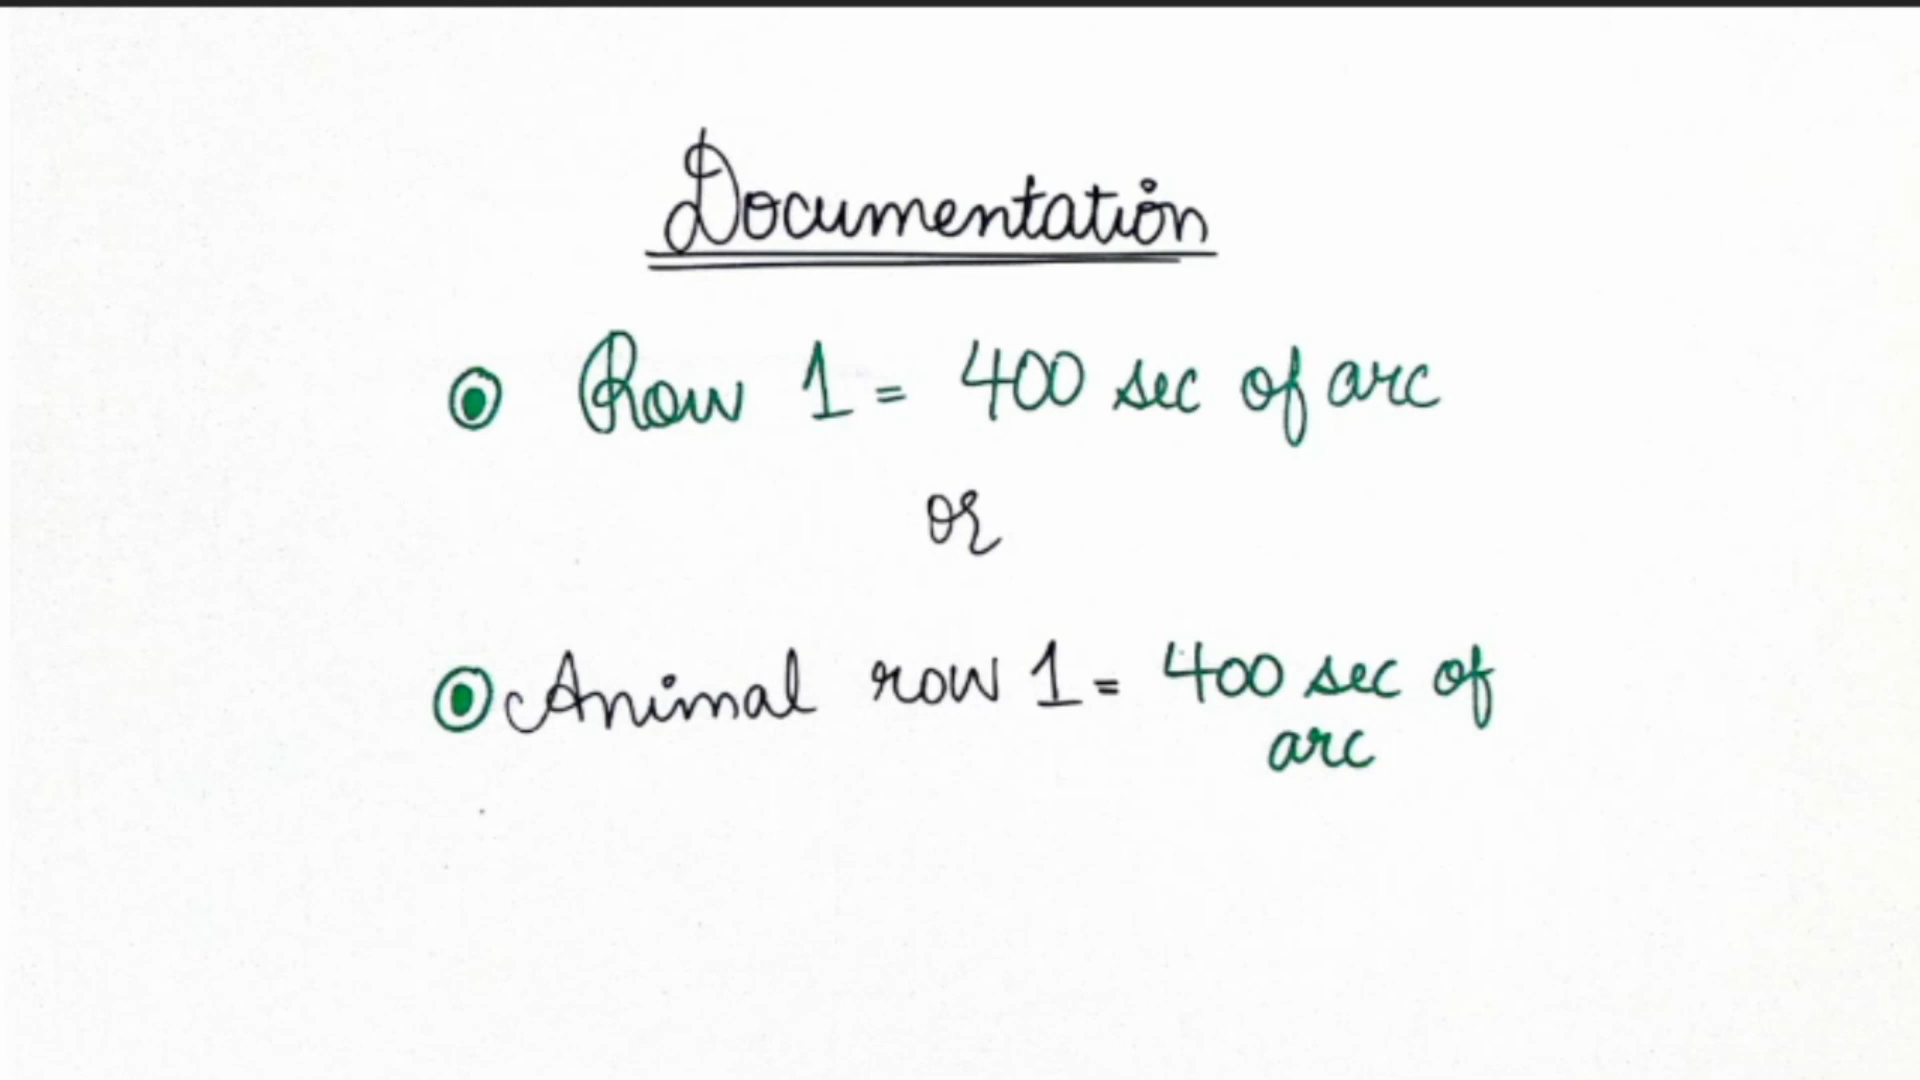 Documentation
Row 1 = 400 sec of arc
or
Animal row 1 = 400 sec of
arc